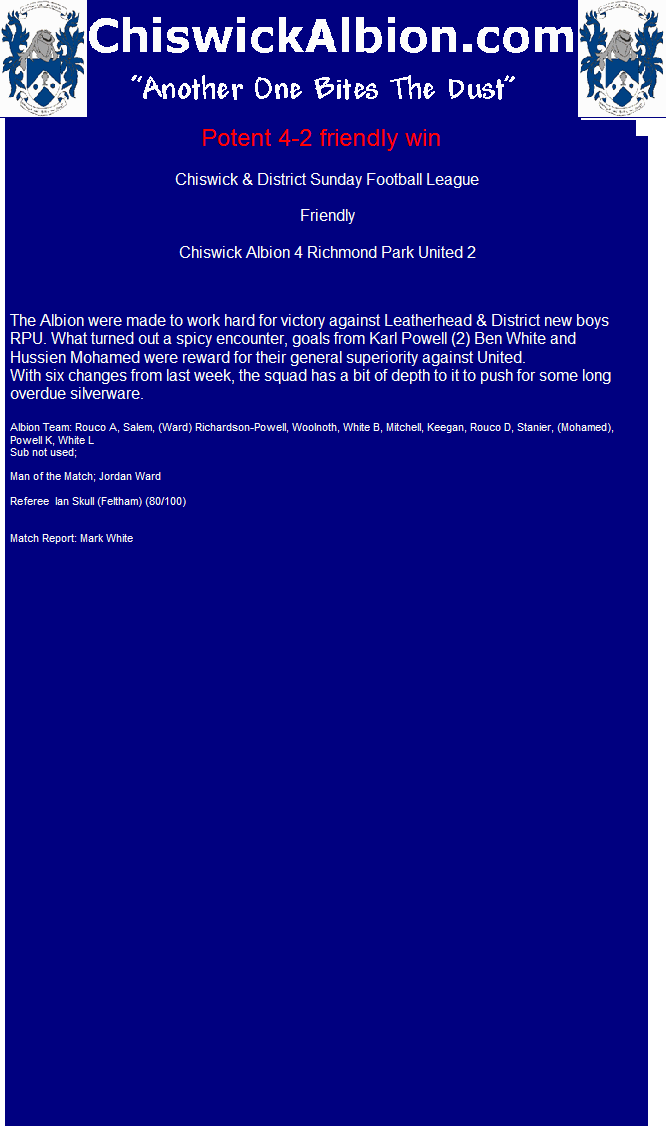 ChiswickAlbion.com
"Another One Bites The Dust"
Potent 4-2 friendly win
Chiswick & District Sunday Football League
Friendly
Chiswick Albion 4 Richmond Park United 2
The Albion were made to work hard for victory against Leatherhead & District new boys
RPU. What turned out a spicy encounter, goals from Karl Powell (2) Ben White and
Hussien Mohamed were reward for their general superiority against United.
With six changes from last week, the squad has a bit of depth to it to push for some long
overdue silverware.
Albion Team: Rouco A, Salem, (Ward) Richardson-Powell, Woolnoth, White B, Mitchell, Keegan, Rouco D, Stanier, (Mohamed),
Powell K, White L
Sub not used;
Man of the Match; Jordan Ward
Referee  Ian Skull (Feltham) (80/100)
Match Report: Mark White